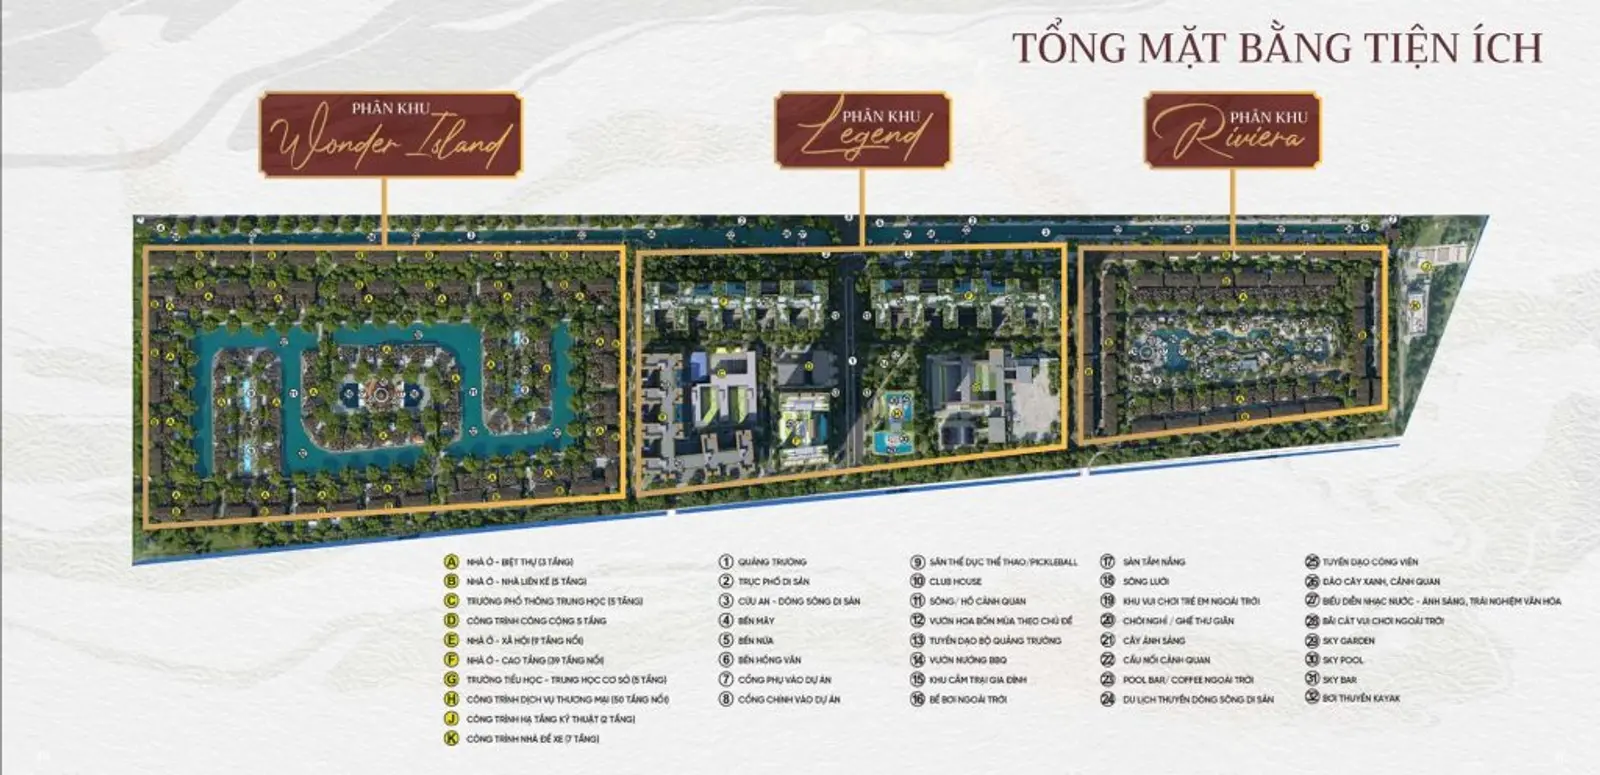 TỔNG MẶT BẰNG TIỆN ÍCH
PHÂN KHU
Wonder Island
PHÂN KHU
Legend
PHÂN KHU
Riviera
A NHÀ Ở - BIỆT THỰ (3 TẦNG)
B NHÀ Ở - NHÀ LIÊN KẾ (5 TẦNG)
C TRƯỜNG PHỔ THÔNG TRUNG HỌC (5 TẦNG)
D CÔNG TRÌNH CÔNG CỘNG 5 TẦNG
E NHÀ Ở - XÃ HỘI (9 TẦNG NỔI)
F NHÀ Ở - CAO TẦNG (39 TẦNG NỔI)
G TRƯỜNG TIỂU HỌC - TRUNG HỌC CƠ SỞ (5 TẦNG)
H CÔNG TRÌNH DỊCH VỤ THƯƠNG MẠI (50 TẦNG NỔI)
J CÔNG TRÌNH HẠ TẦNG KỸ THUẬT (2 TẦNG)
K CÔNG TRÌNH NHÀ ĐỂ XE (7 TẦNG)
1 QUẢNG TRƯỜNG
2 TRỤC PHỐ DI SẢN
3 CỬU AN - DÒNG SÔNG DI SẢN
4 BẾN MÂY
5 BẾN NỨA
6 BẾN HỒNG VÂN
7 CỔNG PHỤ VÀO DỰ ÁN
8 CỔNG CHÍNH VÀO DỰ ÁN
9 SÂN THỂ DỤC THỂ THAO/PICKLEBALL
10 CLUB HOUSE
11 SÔNG/ HỒ CẢNH QUAN
12 VƯỜN HOA BỐN MÙA THEO CHỦ ĐỀ
13 TUYẾN DẠO BỘ QUẢNG TRƯỜNG
14 VƯỜN NƯỚNG BBQ
15 KHU CẮM TRẠI GIA ĐÌNH
16 BỂ BƠI NGOÀI TRỜI
17 SÀN TẮM NẮNG
18 SÔNG LƯỜI
19 KHU VUI CHƠI TRẺ EM NGOÀI TRỜI
20 CHÒI NGHỈ / GHẾ THƯ GIÃN
21 CÂY ÁNH SÁNG
22 CẦU NỐI CẢNH QUAN
23 POOL BAR/ COFFEE NGOÀI TRỜI
24 DU LỊCH THUYỀN DÒNG SÔNG DI SẢN
25 TUYẾN DẠO CÔNG VIÊN
26 ĐẢO CÂY XANH, CẢNH QUAN
27 BIỂU DIỄN NHẠC NƯỚC - ÁNH SÁNG, TRẢI NGHIỆM VĂN HÓA
28 BÃI CÁT VUI CHƠI NGOÀI TRỜI
29 SKY GARDEN
30 SKY POOL
31 SKY BAR
32 BƠI THUYỀN KAYAK